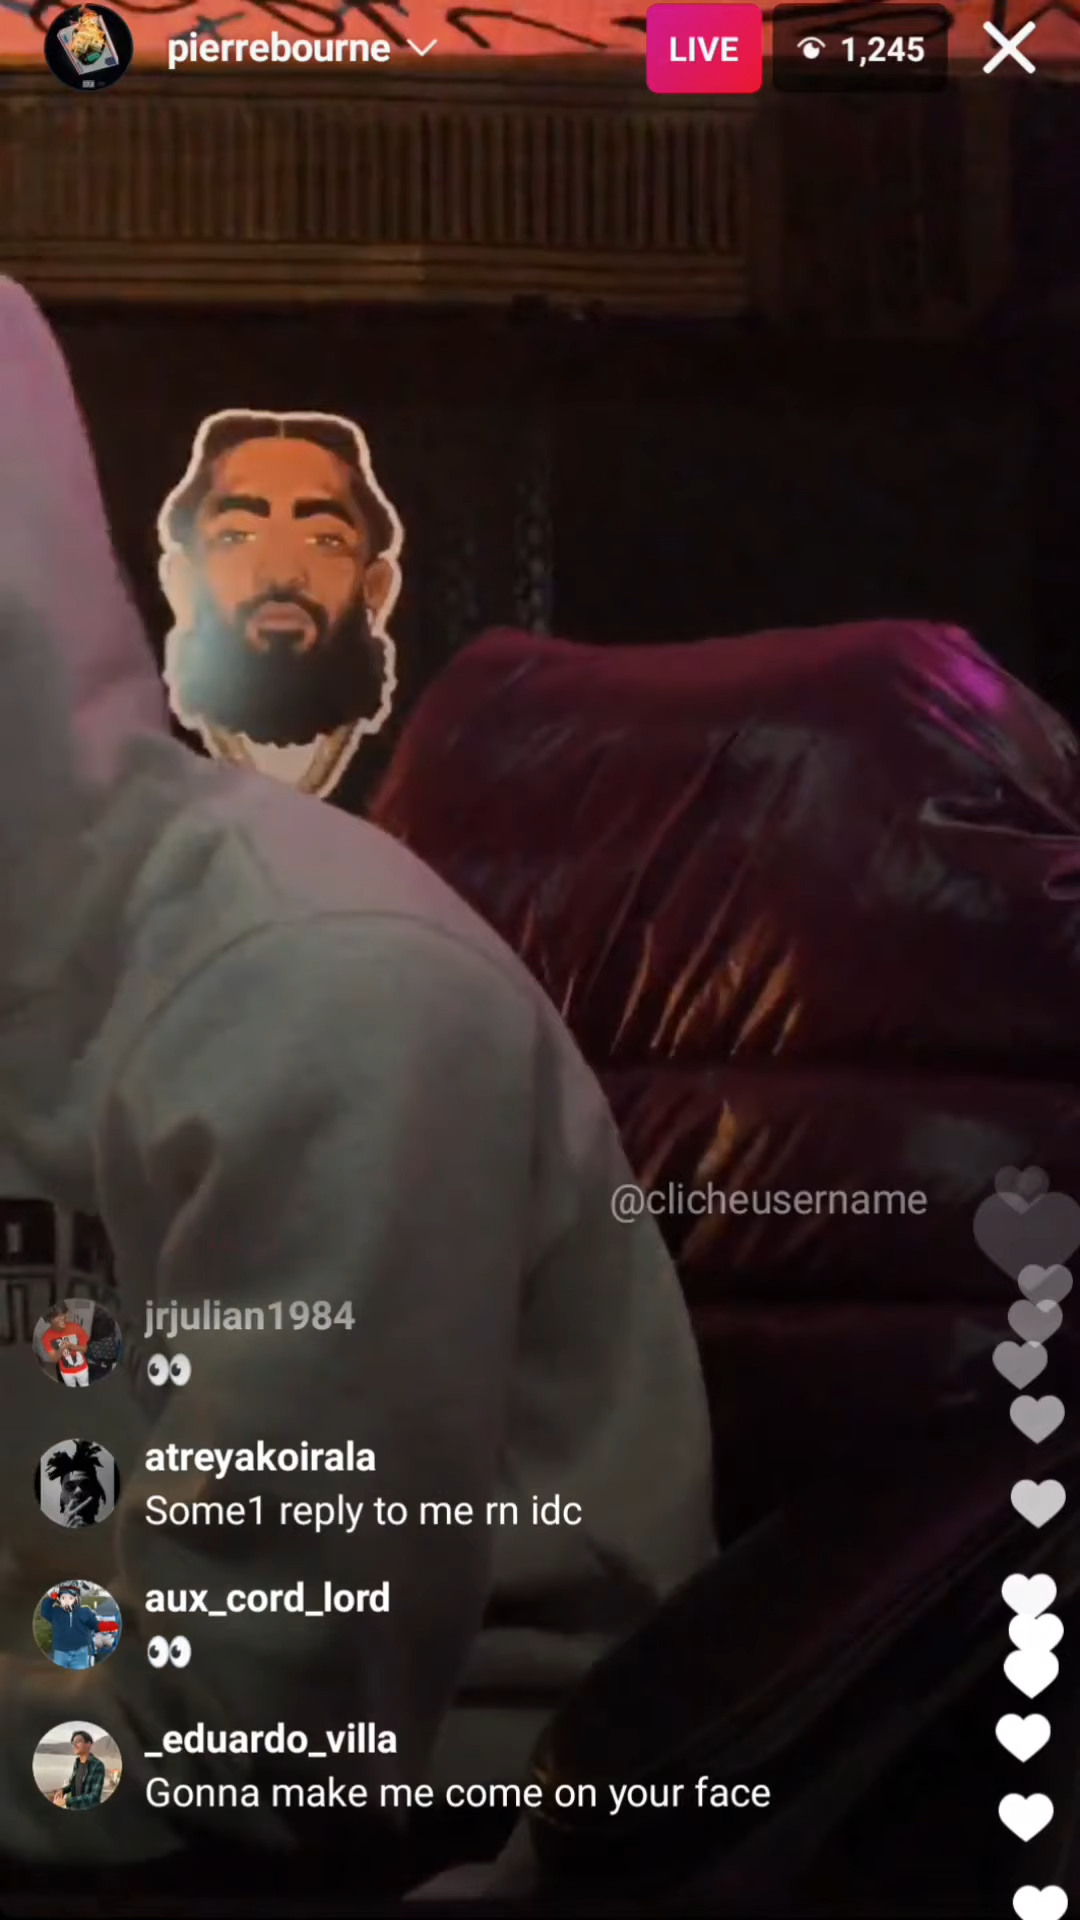 pierrebourne
LIVE
1,245
@clicheusername
jrjulian1984
👀
atreyakoirala
Some1 reply to me rn idc
aux_cord_lord
👀
_eduardo_villa
Gonna make me come on your face